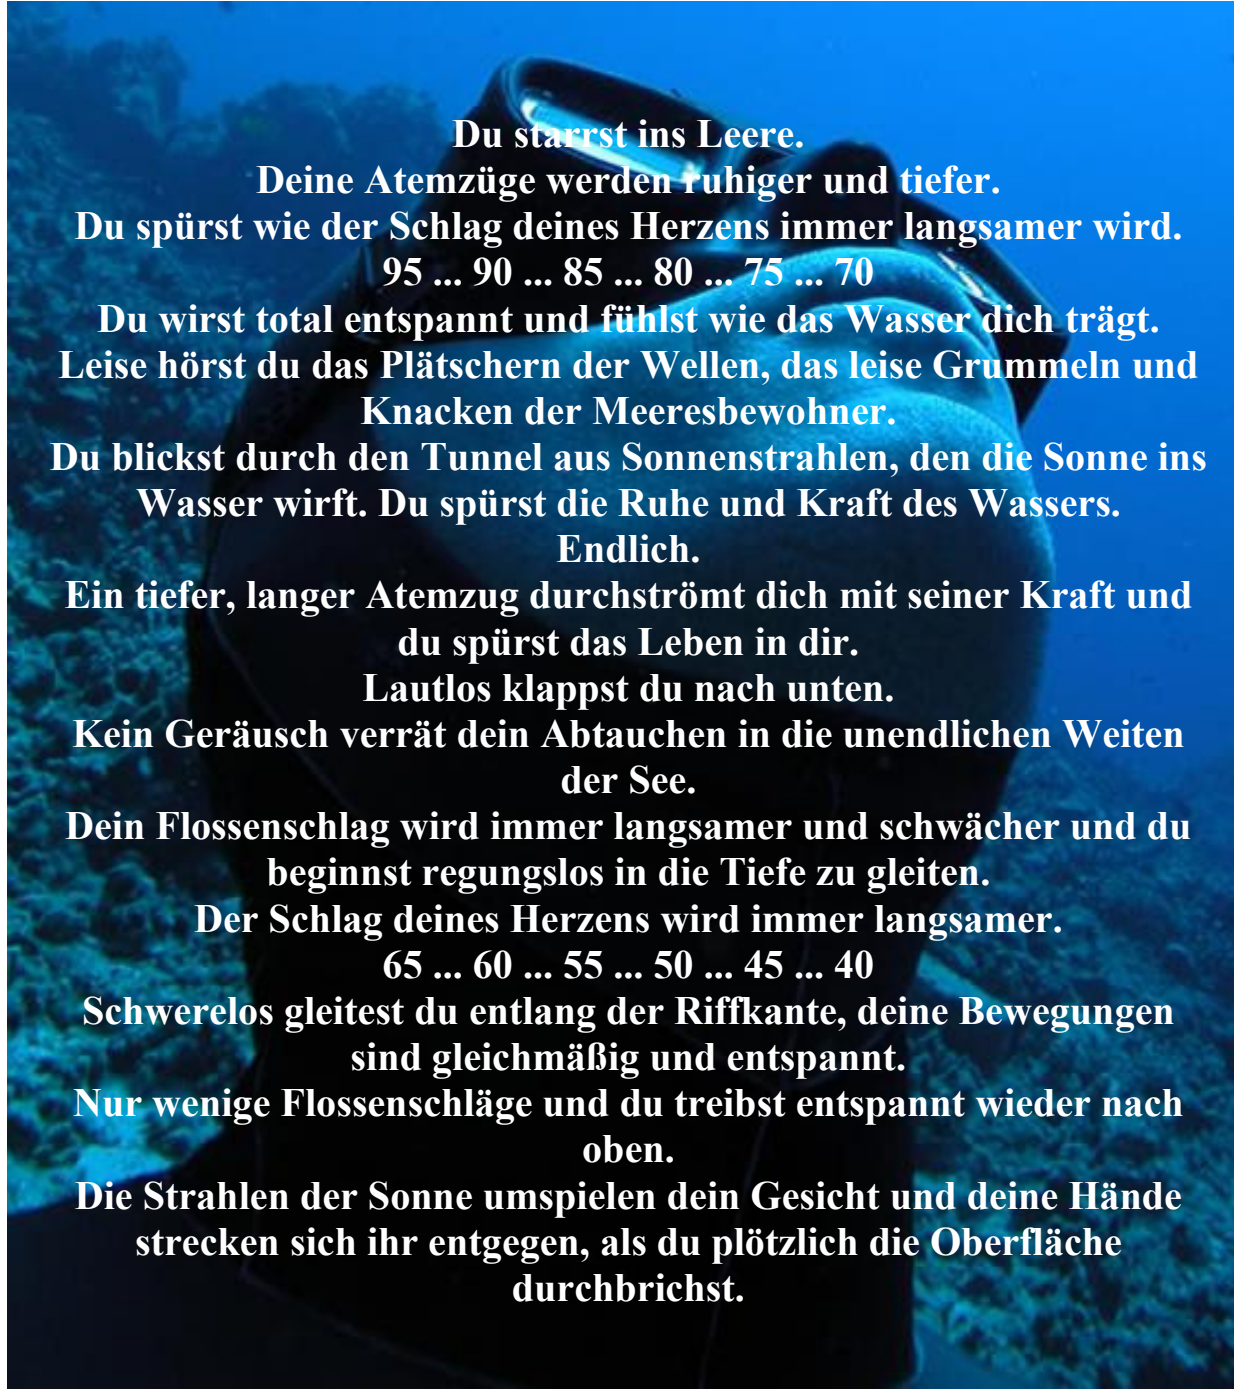 Du starrst ins Leere.
Deine Atemzüge werden ruhiger und tiefer.
Du spürst wie der Schlag deines Herzens immer langsamer wird.
95 ... 90 ... 85 ... 80 ... 75 ... 70
Du wirst total entspannt und fühlst wie das Wasser dich trägt.
Leise hörst du das Plätschern der Wellen, das leise Grummeln und
Knacken der Meeresbewohner.
Du blickst durch den Tunnel aus Sonnenstrahlen, den die Sonne ins
Wasser wirft. Du spürst die Ruhe und Kraft des Wassers.
Endlich.
Ein tiefer, langer Atemzug durchströmt dich mit seiner Kraft und
du spürst das Leben in dir.
Lautlos klappst du nach unten.
Kein Geräusch verrät dein Abtauchen in die unendlichen Weiten
der See.
Dein Flossenschlag wird immer langsamer und schwächer und du
beginnst regungslos in die Tiefe zu gleiten.
Der Schlag deines Herzens wird immer langsamer.
65 ... 60 ... 55 ... 50 ... 45 ... 40
Schwerelos gleitest du entlang der Riffkante, deine Bewegungen
sind gleichmäßig und entspannt.
Nur wenige Flossenschläge und du treibst entspannt wieder nach
oben.
Die Strahlen der Sonne umspielen dein Gesicht und deine Hände
strecken sich ihr entgegen, als du plötzlich die Oberfläche
durchbrichst.